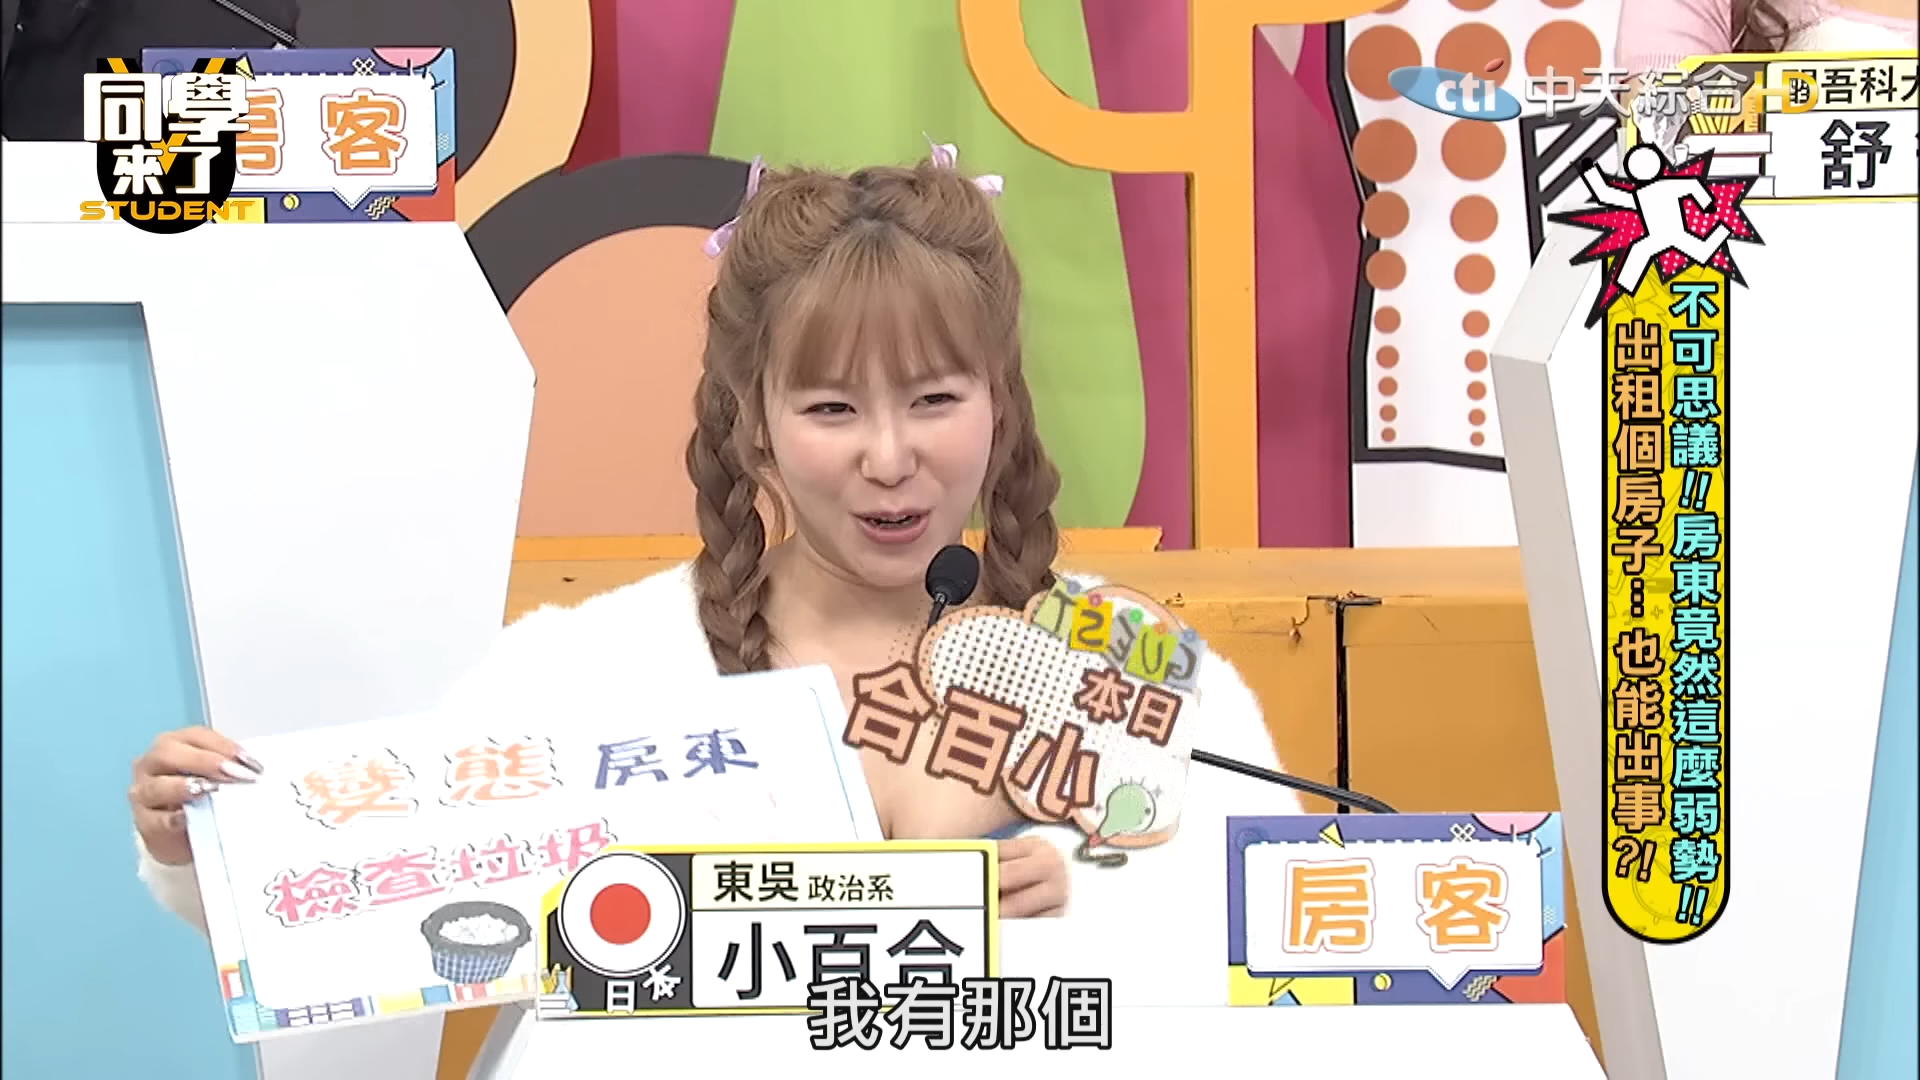 同學
來了
STUDENT
房客
cti 中天綜合HD
吾科大
舒
不可思議!!房東竟然這麼弱勢!!
出租個房子…也能出事?!
GUEST
日本
小百合
變態房東
檢查垃圾
日本
東吳 政治系
小百合
房客
我有那個